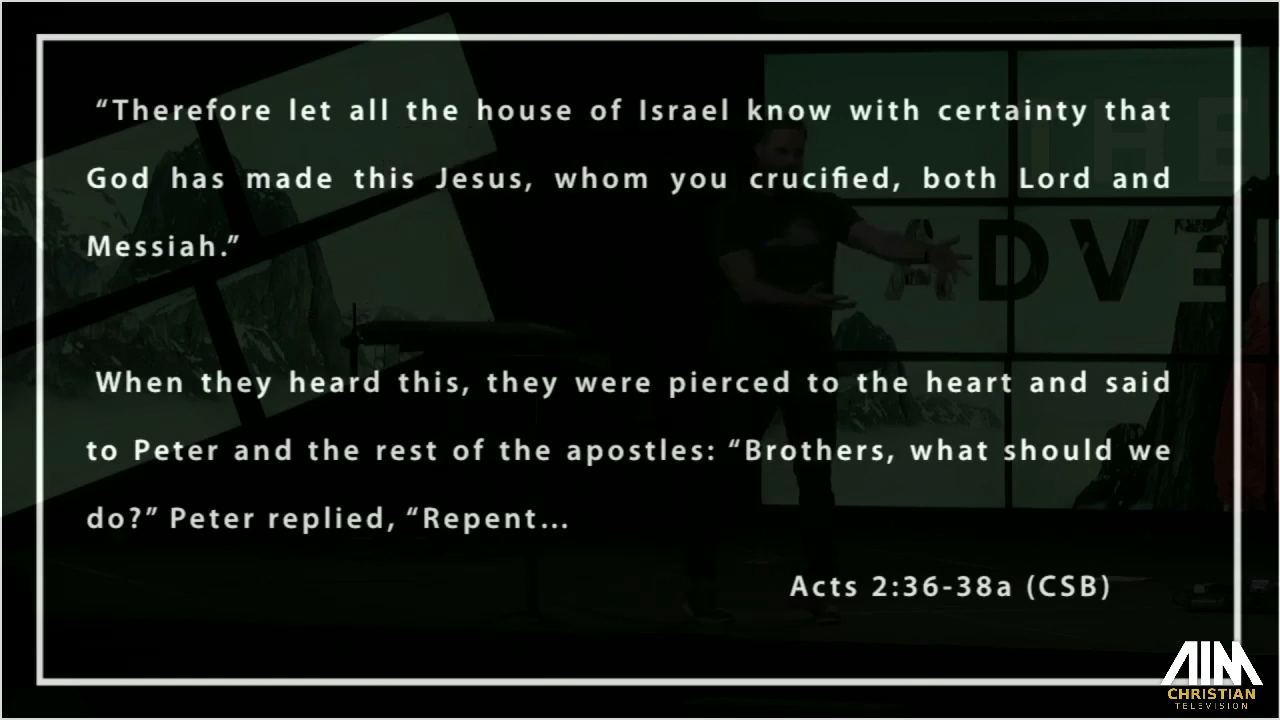 “Therefore let all the house of Israel know with certainty that
God has made this Jesus, whom you crucified, both Lord and
Messiah.”
When they heard this, they were pierced to the heart and said
to Peter and the rest of the apostles: “Brothers, what should we
do?” Peter replied, “Repent...
Acts 2:36-38a (CSB)
THE
ADVE
AIM
CHRISTIAN
TELEVISION